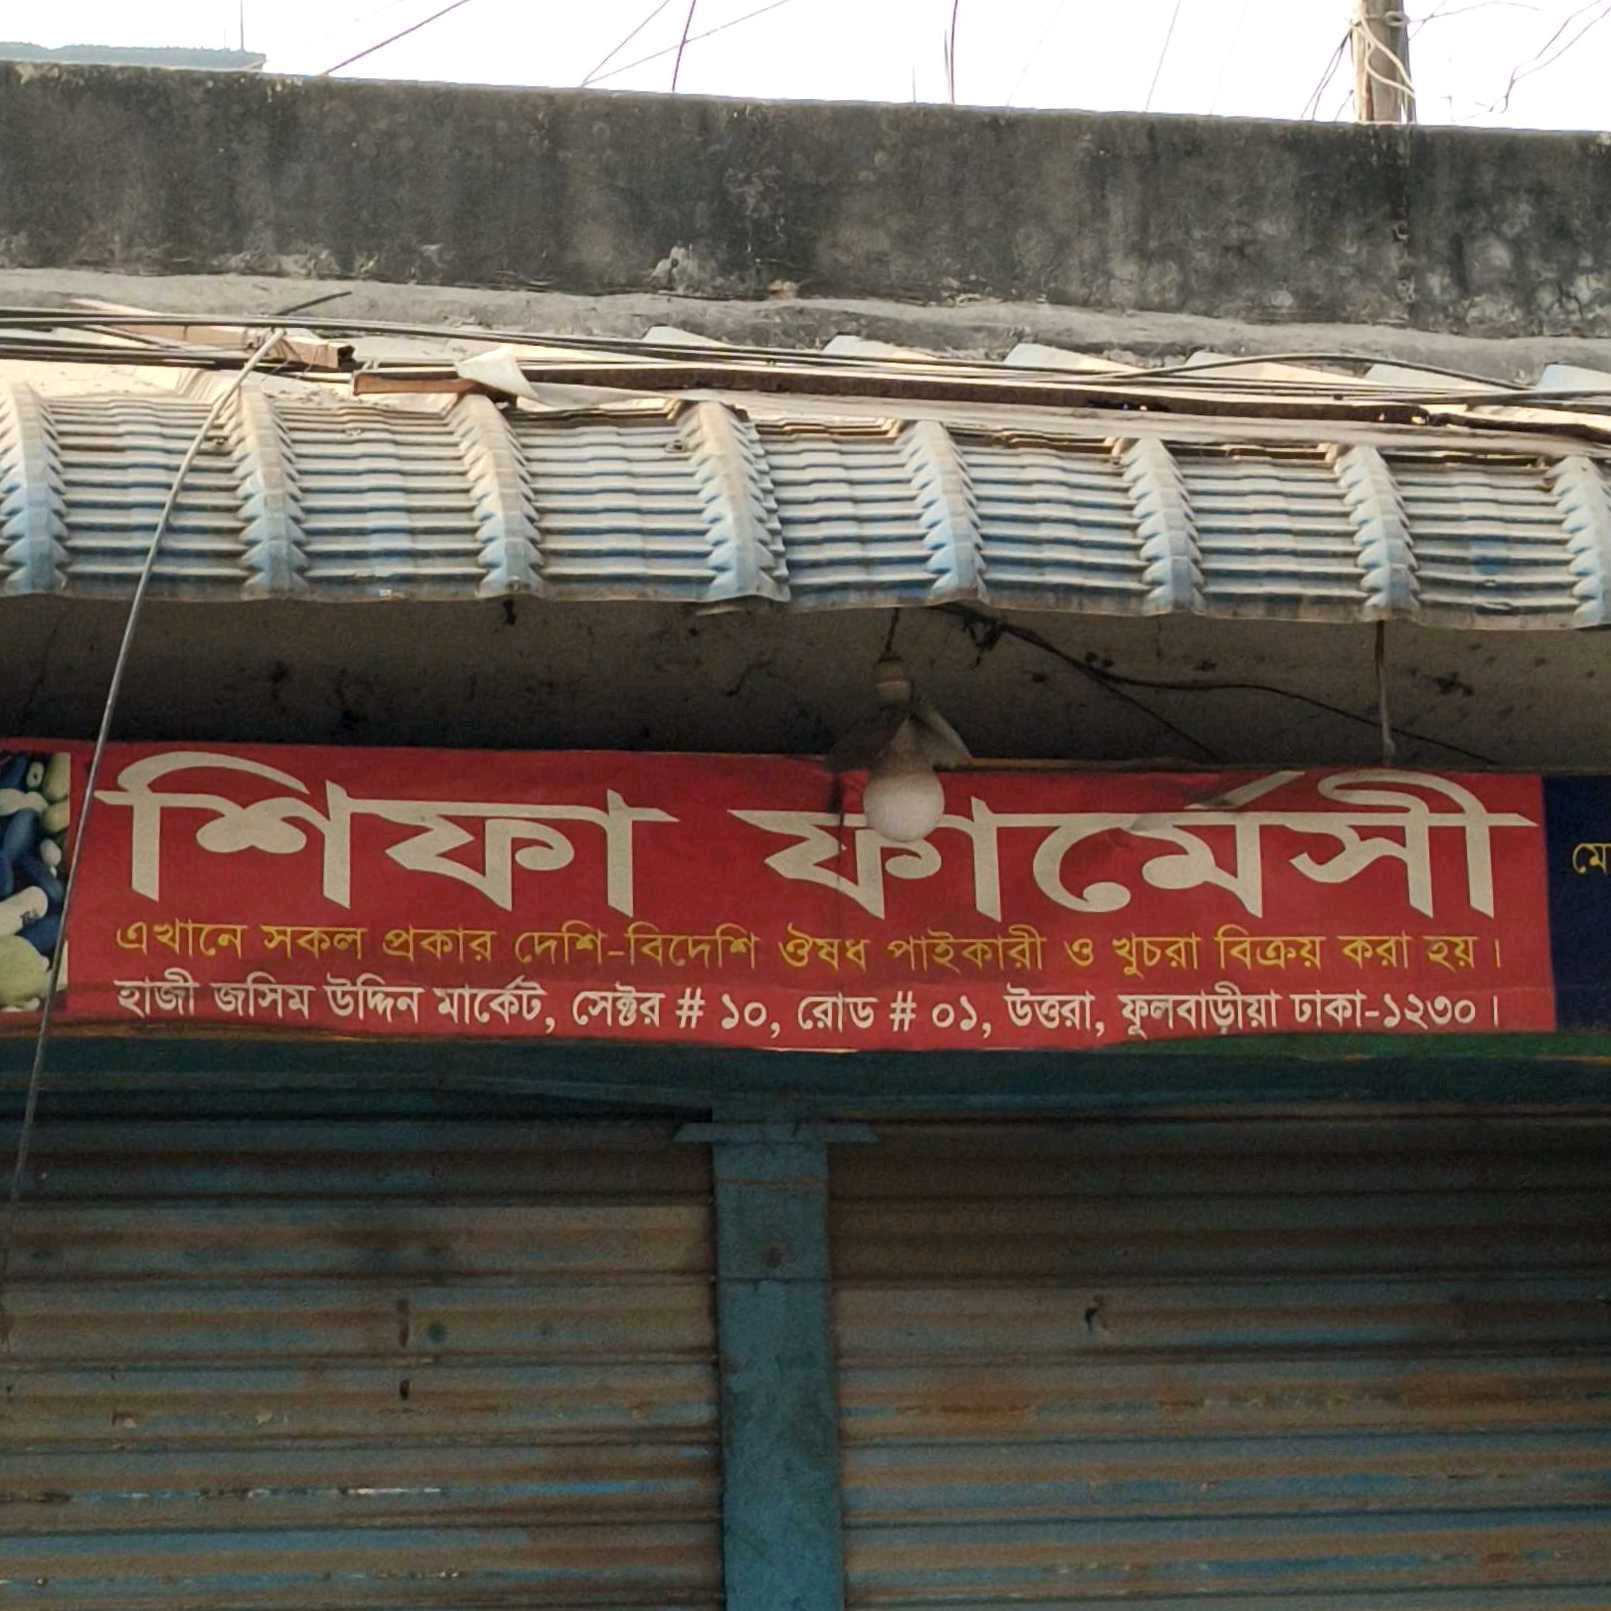 শিফা ফার্মেসী
এখানে সকল প্রকার দেশি-বিদেশি ঔষধ পাইকারী ও খুচরা বিক্রয় করা হয়।
হাজী জসিম উদ্দিন মার্কেট, সেক্টর # ১০, রোড # ০১, উত্তরা, ফুলবাড়ীয়া ঢাকা-১২৩০।